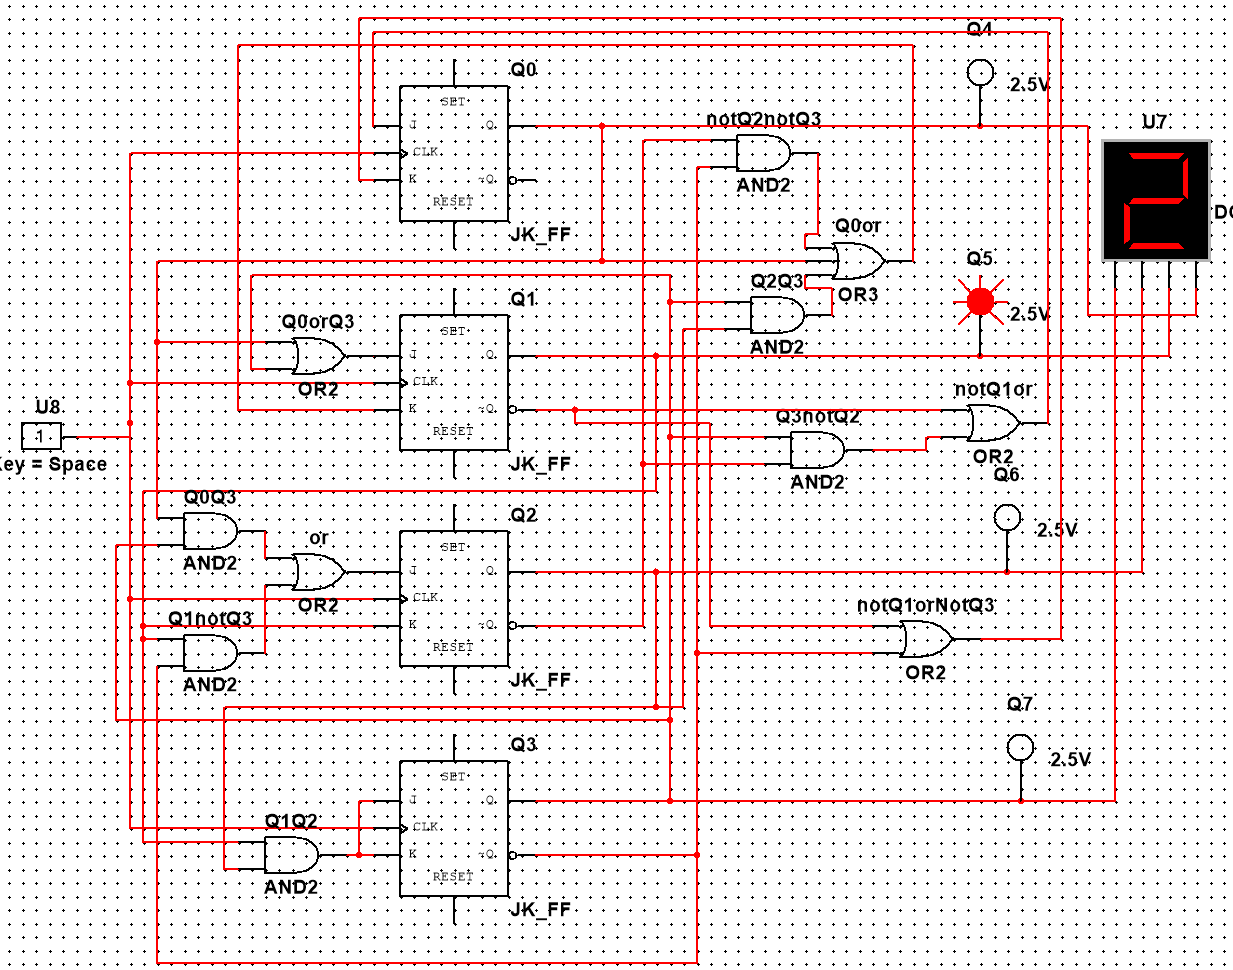 Q4
2.5V
Q0
SET
J
Q
CLK
K
~Q
RESET
JK_FF
notQ2notQ3
AND2
U7
2
Q0or
OR3
Q2Q3
AND2
Q5
2.5V
Q1
SET
J
Q
CLK
K
~Q
RESET
JK_FF
Q0orQ3
OR2
U8
1
Key = Space
notQ1or
OR2
Q3notQ2
AND2
Q6
2.5V
Q0Q3
AND2
or
OR2
Q1notQ3
AND2
Q2
SET
J
Q
CLK
K
~Q
RESET
JK_FF
notQ1orNotQ3
OR2
Q7
2.5V
Q3
SET
J
Q
CLK
K
~Q
RESET
JK_FF
Q1Q2
AND2